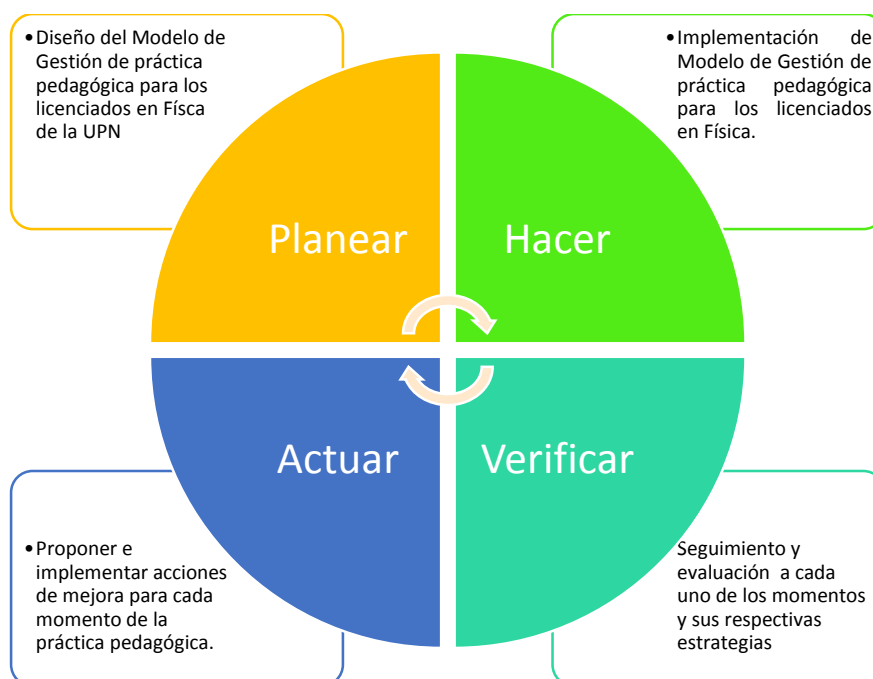 •Diseño del Modelo de
Gestión de práctica
pedagógica para los
licenciados en Físca
de la UPN
•Implementación de
Modelo de Gestión de
práctica pedagógica
para los licenciados
en Física.
Planear
Hacer
Actuar
Verificar
•Proponer e
implementar acciones
de mejora para cada
momento de la
práctica pedagógica.
Seguimiento y
evaluación a cada
uno de los momentos
y sus respectivas
estrategias